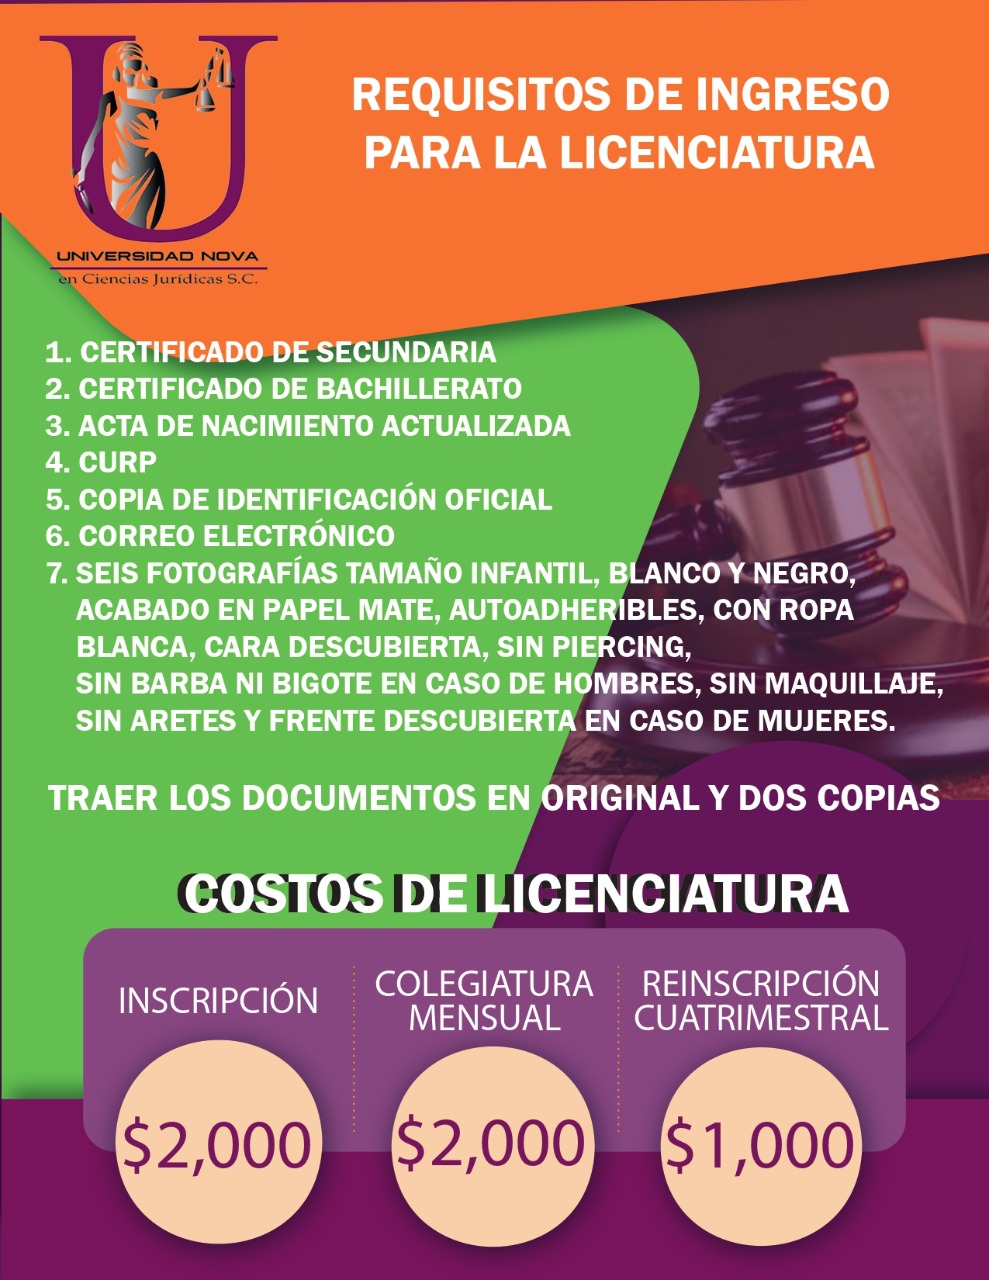 REQUISITOS DE INGRESO
PARA LA LICENCIATURA
U
UNIVERSIDAD NOVA
en Ciencias Jurídicas S.C.
1. CERTIFICADO DE SECUNDARIA
2. CERTIFICADO DE BACHILLERATO
3. ACTA DE NACIMIENTO ACTUALIZADA
4. CURP
5. COPIA DE IDENTIFICACIÓN OFICIAL
6. CORREO ELECTRÓNICO
7. SEIS FOTOGRAFÍAS TAMAÑO INFANTIL, BLANCO Y NEGRO,
ACABADO EN PAPEL MATE, AUTOADHERIBLES, CON ROPA
BLANCA, CARA DESCUBIERTA, SIN PIERCING,
SIN BARBA NI BIGOTE EN CASO DE HOMBRES, SIN MAQUILLAJE,
SIN ARETES Y FRENTE DESCUBIERTA EN CASO DE MUJERES.
TRAER LOS DOCUMENTOS EN ORIGINAL Y DOS COPIAS
COSTOS DE LICENCIATURA
INSCRIPCIÓN
$2,000
COLEGIATURA
MENSUAL
$2,000
REINSCRIPCIÓN
CUATRIMESTRAL
$1,000